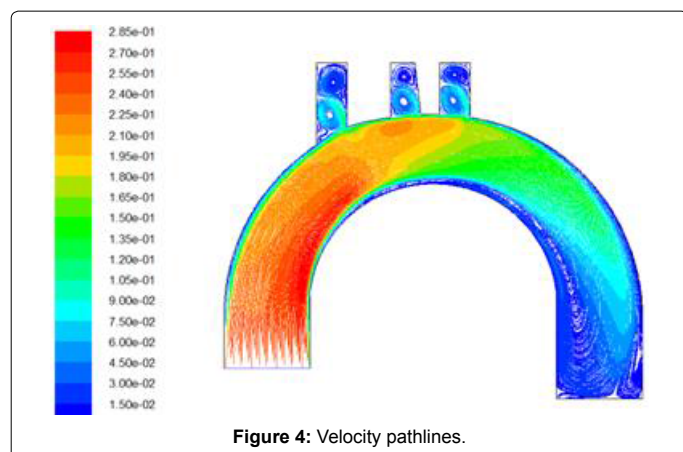 2.85e-01
2.70e-01
2.55e-01
2.40e-01
2.25e-01
2.10e-01
1.95e-01
1.80e-01
1.65e-01
1.50e-01
1.35e-01
1.20e-01
1.05e-01
9.00e-02
7.50e-02
6.00e-02
4.50e-02
3.00e-02
1.50e-02
Figure 4: Velocity pathlines.